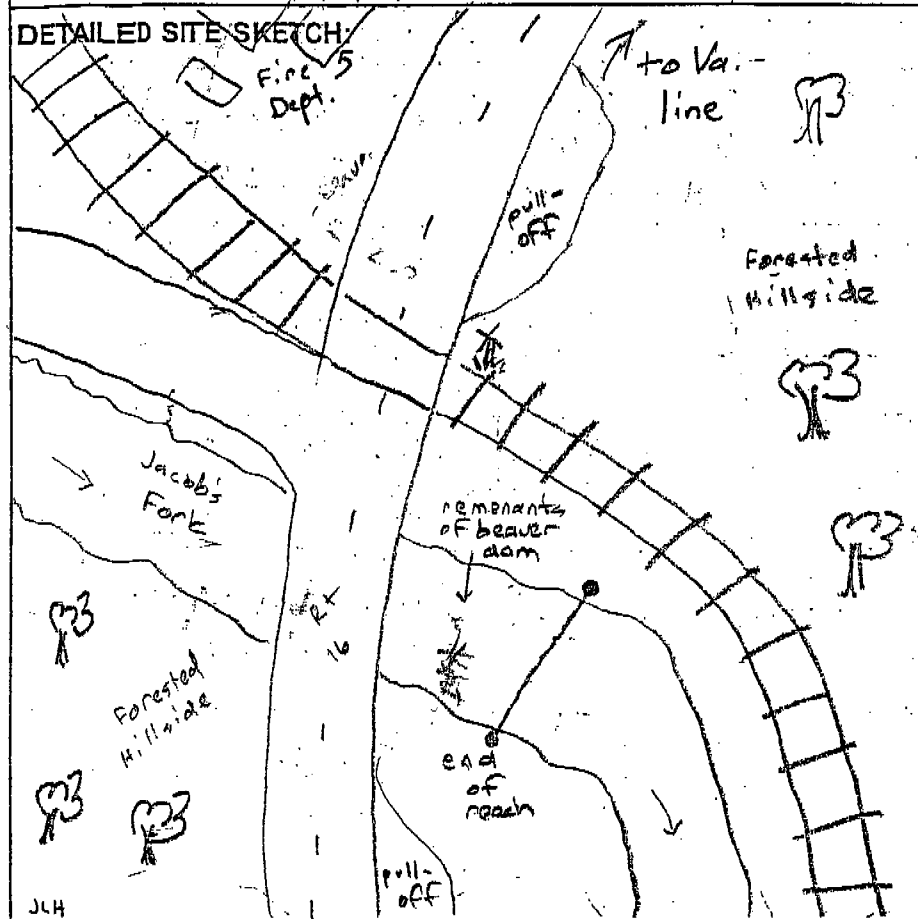 DETAILED SITE SKETCH:
Fire
Dept.
5
to Va.
line
pull-
off
Forested
Hillside
Jacob's
Fork
remenants
of beaver
dam
Rt
16
Forested
Hillside
end
of
reach
pull-
off
JLH